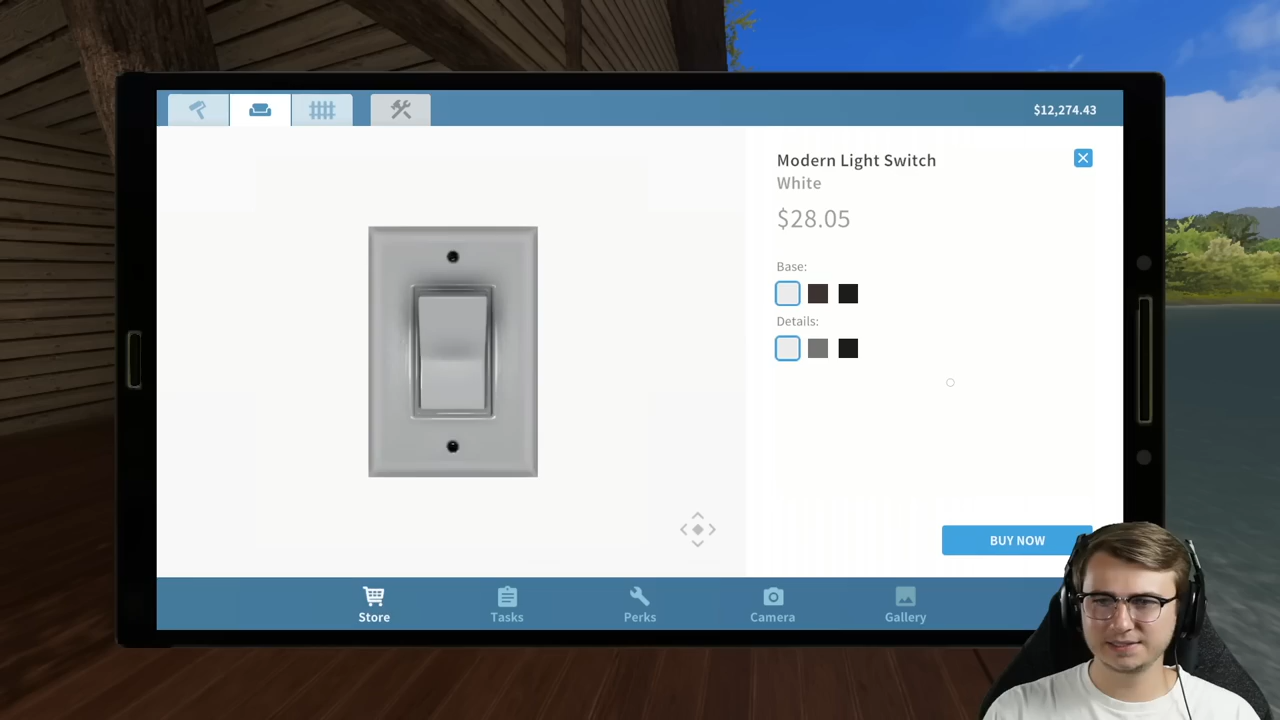 $12,274.43
Modern Light Switch
White
$28.05
Base:
Details:
BUY NOW
Store
Tasks
Perks
Camera
Gallery